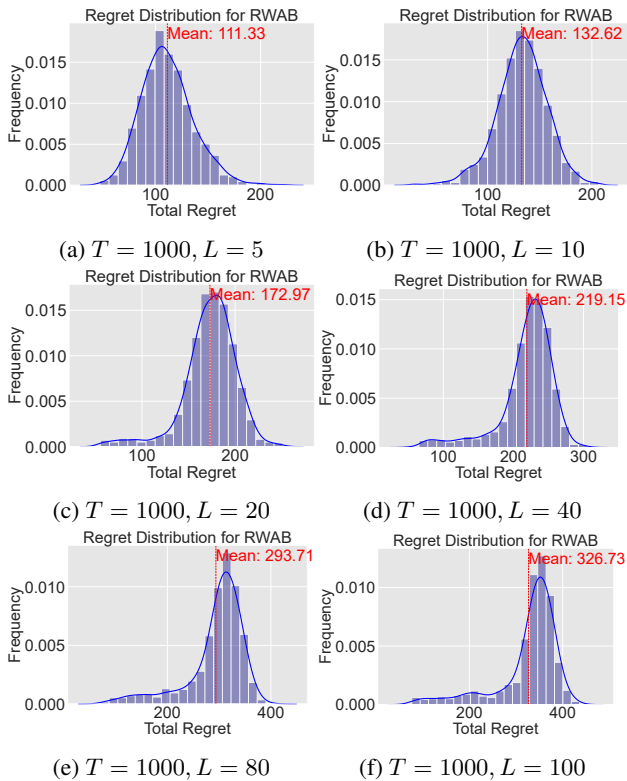 Regret Distribution for RWAB
Mean: 111.33
Frequency
0.015
0.010
0.005
0.000
100
200
Total Regret
(a) T = 1000, L = 5
Regret Distribution for RWAB
Mean: 132.62
Frequency
0.015
0.010
0.005
0.000
100
200
Total Regret
(b) T = 1000, L = 10
Regret Distribution for RWAB
Mean: 172.97
Frequency
0.015
0.010
0.005
0.000
100
200
Total Regret
(c) T = 1000, L = 20
Regret Distribution for RWAB
Mean: 219.15
Frequency
0.015
0.010
0.005
0.000
100
200
300
Total Regret
(d) T = 1000, L = 40
Regret Distribution for RWAB
Mean: 293.71
Frequency
0.010
0.005
0.000
200
400
Total Regret
(e) T = 1000, L = 80
Regret Distribution for RWAB
Mean: 326.73
Frequency
0.010
0.005
0.000
200
400
Total Regret
(f) T = 1000, L = 100